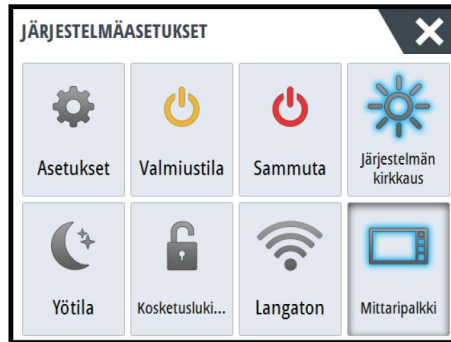 JÄRJESTELMÄASETUKSET
Asetukset
Valmiustila
Sammuta
Järjestelmän
kirkkaus
Yötila
Kosketusluki...
Langaton
Mittaripalkki